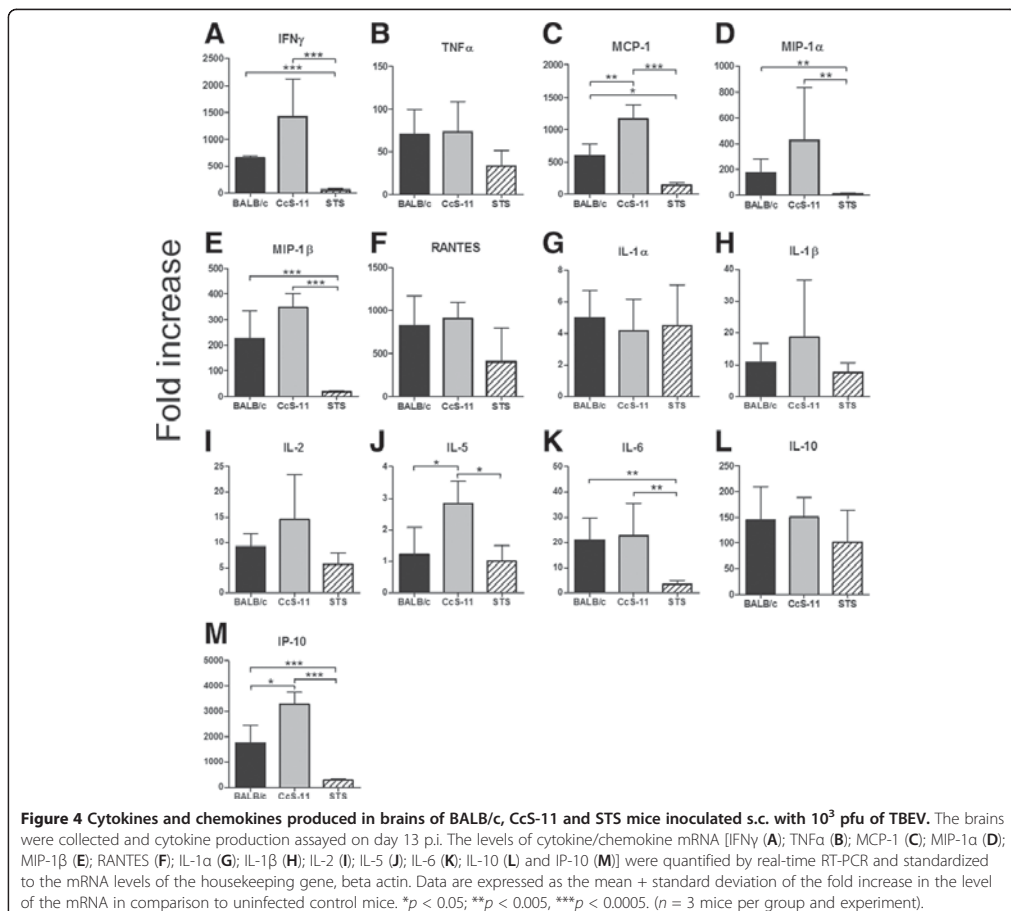 A
IFNγ
***
***
2500
2000
1500
1000
500
0
BALB/c CcS-11 STS
B
TNFα
150
100
50
0
BALB/c CcS-11 STS
C
MCP-1
** ***
*
2000
1500
1000
500
0
BALB/c CcS-11 STS
D
MIP-1α
**
**
1000
800
600
400
200
0
BALB/c CcS-11 STS
Fold increase
E
MIP-1β
***
***
500
400
300
200
100
0
BALB/c CcS-11 STS
F
RANTES
1500
1000
500
0
BALB/c CcS-11 STS
G
IL-1α
8
6
4
2
0
BALB/c CcS-11 STS
H
IL-1β
40
30
20
10
0
BALB/c CcS-11 STS
I
IL-2
25
20
15
10
5
0
BALB/c CcS-11 STS
J
IL-5
* *
4
3
2
1
0
BALB/c CcS-11 STS
K
IL-6
**
**
50
40
30
20
10
0
BALB/c CcS-11 STS
L
IL-10
250
200
150
100
50
0
BALB/c CcS-11 STS
M
IP-10
***
* ***
5000
4000
3000
2000
1000
0
BALB/c CcS-11 STS
Figure 4 Cytokines and chemokines produced in brains of BALB/c, CcS-11 and STS mice inoculated s.c. with 10³ pfu of TBEV. The brains
were collected and cytokine production assayed on day 13 p.i. The levels of cytokine/chemokine mRNA [IFNγ (A); TNFα (B); MCP-1 (C); MIP-1α (D);
MIP-1β (E); RANTES (F); IL-1α (G); IL-1β (H); IL-2 (I); IL-5 (J); IL-6 (K); IL-10 (L) and IP-10 (M)] were quantified by real-time RT-PCR and standardized
to the mRNA levels of the housekeeping gene, beta actin. Data are expressed as the mean + standard deviation of the fold increase in the level
of the mRNA in comparison to uninfected control mice. *p < 0.05; **p < 0.005, ***p < 0.0005. (n = 3 mice per group and experiment).